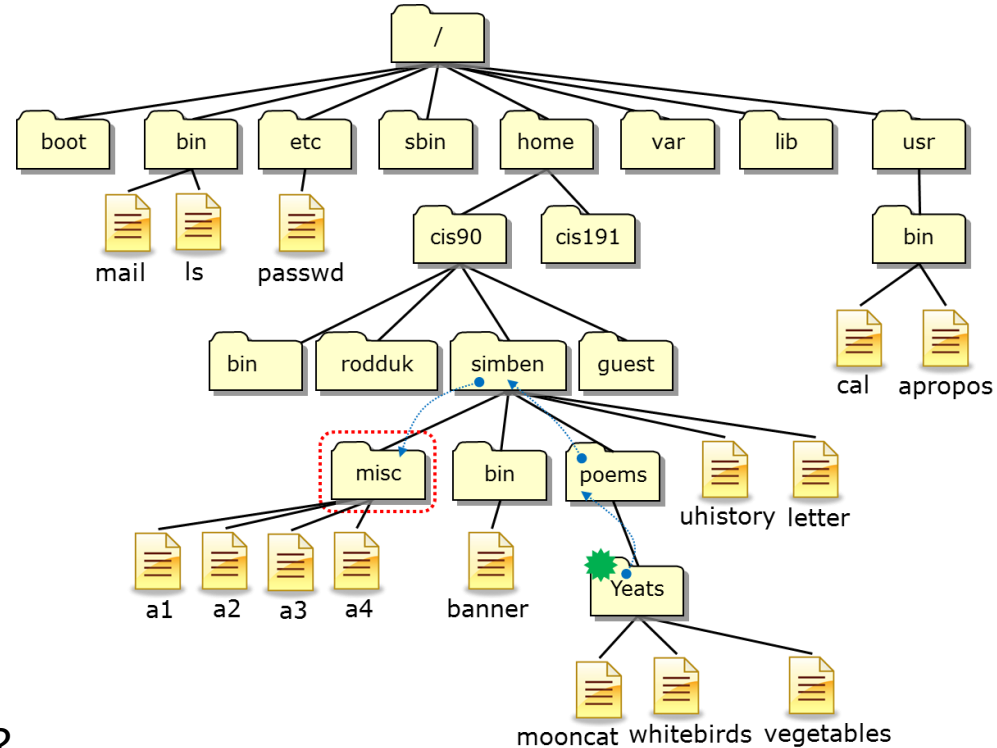 /
boot bin etc sbin home var lib usr
mail ls passwd
cis90 cis191 bin
bin rodduk simben guest
cal apropos
misc bin poems
uhistory letter
a1 a2 a3 a4 banner Yeats
mooncat whitebirds vegetables